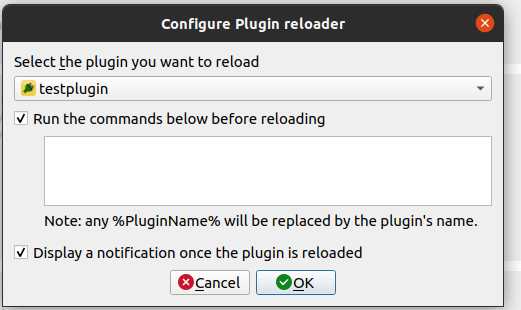 Configure Plugin reloader
Select the plugin you want to reload
testplugin
Run the commands below before reloading
Note: any %PluginName% will be replaced by the plugin's name.
Display a notification once the plugin is reloaded
Cancel OK